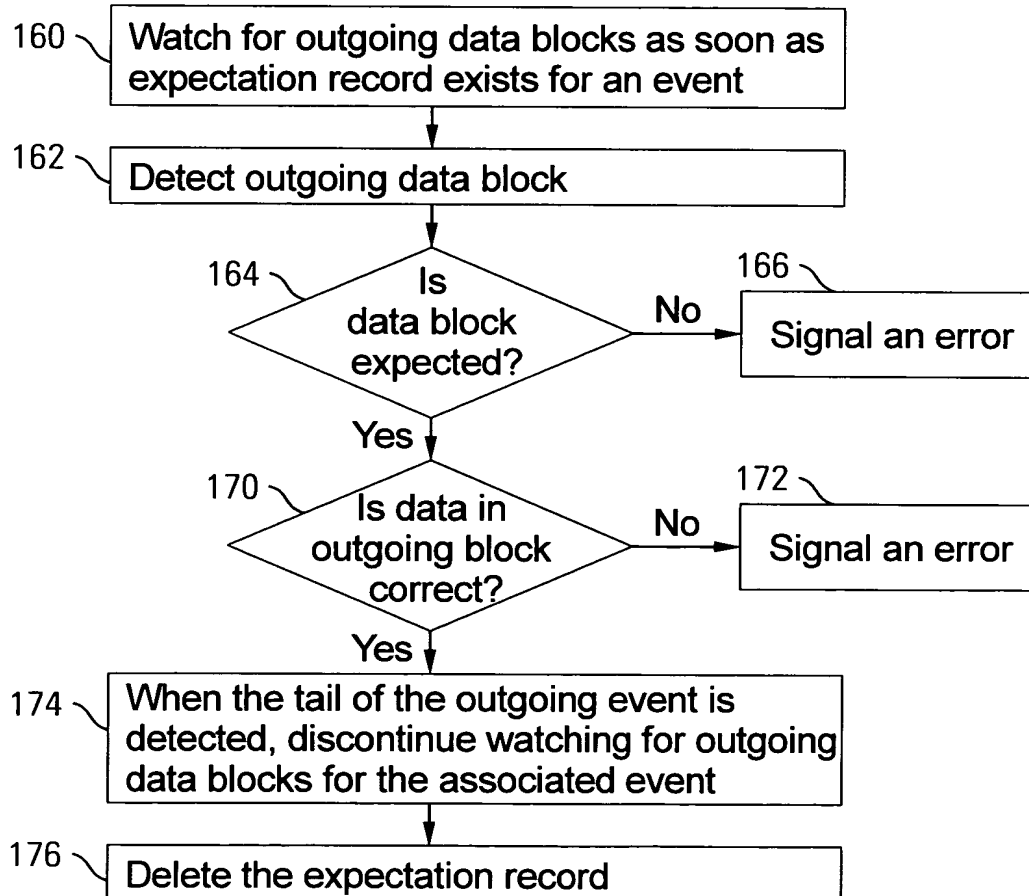 160
Watch for outgoing data blocks as soon as
expectation record exists for an event
162
Detect outgoing data block
164
Is
data block
expected?
No
166
Signal an error
Yes
170
Is data in
outgoing block
correct?
No
172
Signal an error
Yes
174
When the tail of the outgoing event is
detected, discontinue watching for outgoing
data blocks for the associated event
176
Delete the expectation record